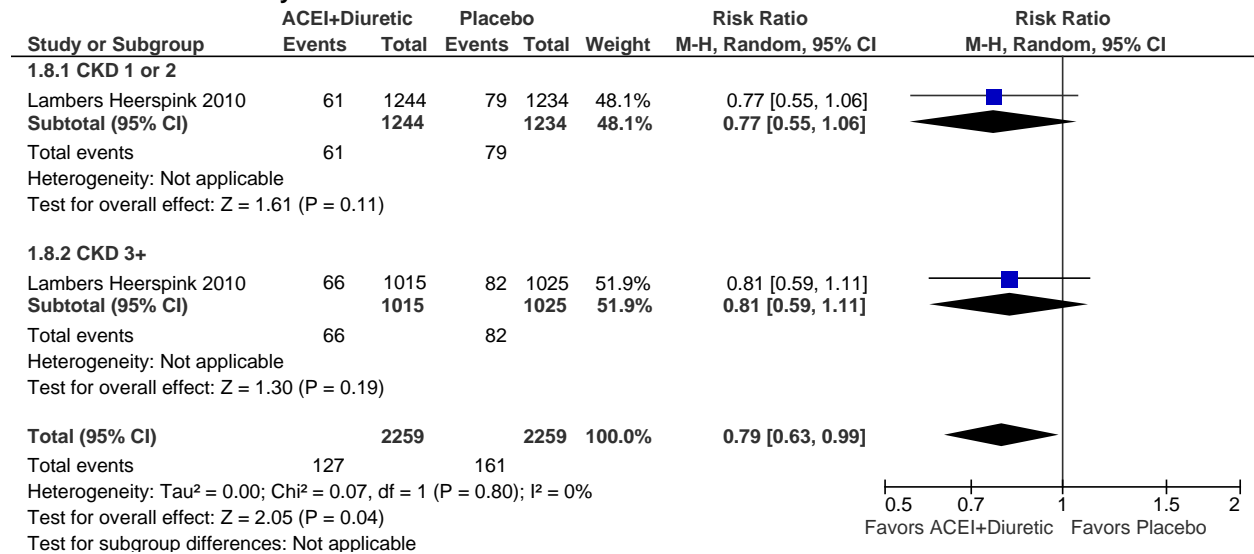 ACEI+Diuretic Placebo Risk Ratio Risk Ratio
Study or Subgroup Events Total Events Total Weight M-H, Random, 95% CI M-H, Random, 95% CI
1.8.1 CKD 1 or 2
Lambers Heerspink 2010 61 1244 79 1234 48.1% 0.77 [0.55, 1.06]
Subtotal (95% CI) 1244 1234 48.1% 0.77 [0.55, 1.06]
Total events 61 79
Heterogeneity: Not applicable
Test for overall effect: Z = 1.61 (P = 0.11)
1.8.2 CKD 3+
Lambers Heerspink 2010 66 1015 82 1025 51.9% 0.81 [0.59, 1.11]
Subtotal (95% CI) 1015 1025 51.9% 0.81 [0.59, 1.11]
Total events 66 82
Heterogeneity: Not applicable
Test for overall effect: Z = 1.30 (P = 0.19)
Total (95% CI) 2259 2259 100.0% 0.79 [0.63, 0.99]
Total events 127 161
Heterogeneity: Tau² = 0.00; Chi² = 0.07, df = 1 (P = 0.80); I² = 0%
Test for overall effect: Z = 2.05 (P = 0.04)
Test for subgroup differences: Not applicable
0.5 0.7 1 1.5 2
Favors ACEI+Diuretic Favors Placebo